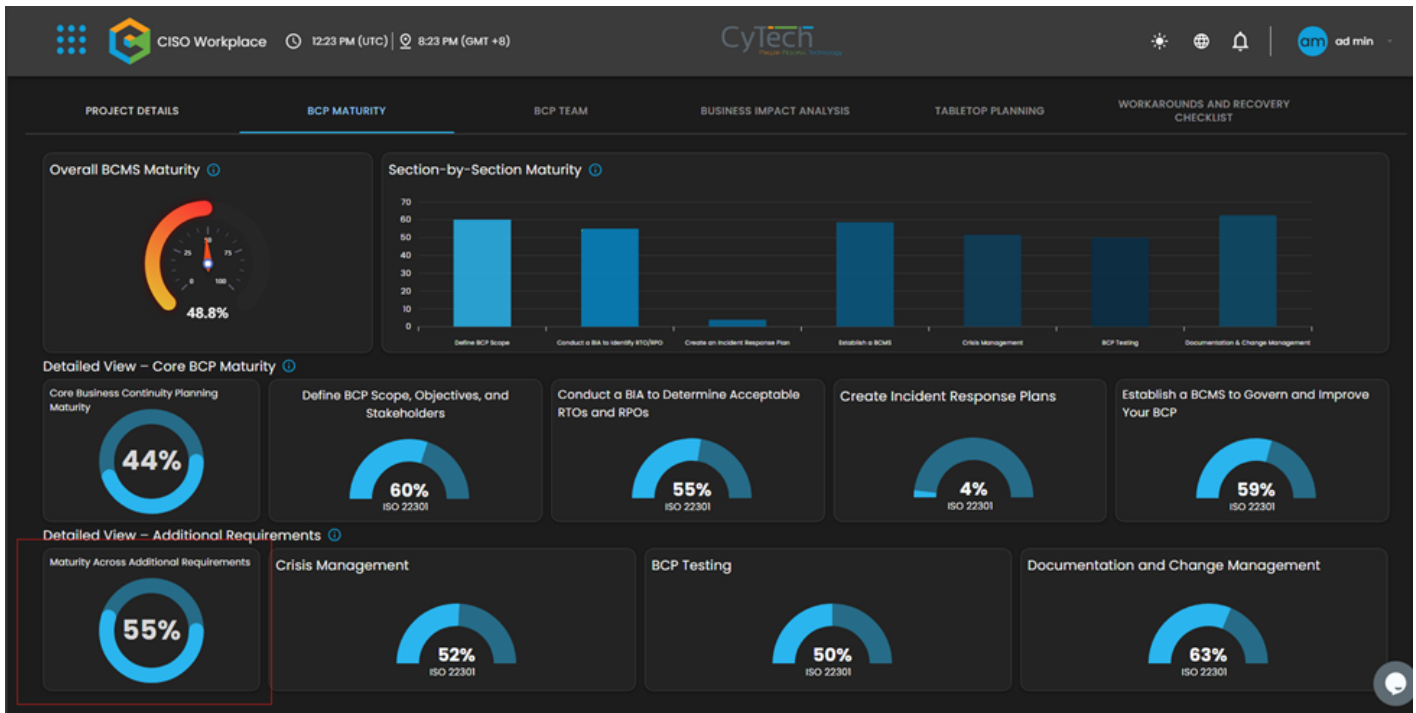 CISO Workplace
12:23 PM (UTC)
8:23 PM (GMT +8)
CyTech
People Process Technology
am
ad min
PROJECT DETAILS
BCP MATURITY
BCP TEAM
BUSINESS IMPACT ANALYSIS
TABLETOP PLANNING
WORKAROUNDS AND RECOVERY
CHECKLIST
Overall BCMS Maturity
0
25
50
75
100
48.8%
Section-by-Section Maturity
70
60
50
40
30
20
10
0
Define BCP Scope
Conduct a BIA to Identify RTO/RPO
Create an Incident Response Plan
Establish a BCMS
Crisis Management
BCP Testing
Documentation & Change Management
Detailed View – Core BCP Maturity
Core Business Continuity Planning
Maturity
44%
Define BCP Scope, Objectives, and
Stakeholders
60%
ISO 22301
Conduct a BIA to Determine Acceptable
RTOs and RPOs
55%
ISO 22301
Create Incident Response Plans
4%
ISO 22301
Establish a BCMS to Govern and Improve
Your BCP
59%
ISO 22301
Detailed View – Additional Requirements
Maturity Across Additional Requirements
55%
Crisis Management
52%
ISO 22301
BCP Testing
50%
ISO 22301
Documentation and Change Management
63%
ISO 22301